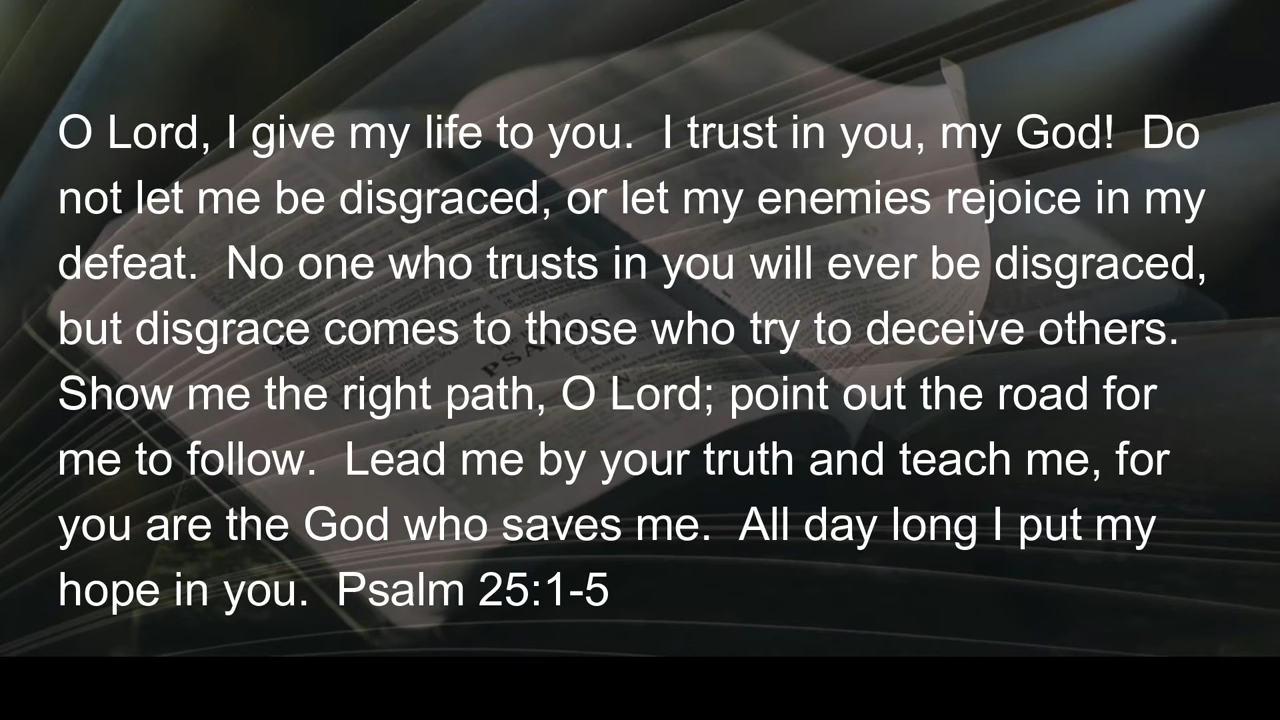 O Lord, I give my life to you.  I trust in you, my God!  Do
not let me be disgraced, or let my enemies rejoice in my
defeat.  No one who trusts in you will ever be disgraced,
but disgrace comes to those who try to deceive others.
Show me the right path, O Lord; point out the road for
me to follow.  Lead me by your truth and teach me, for
you are the God who saves me.  All day long I put my
hope in you.  Psalm 25:1-5
PSALMS